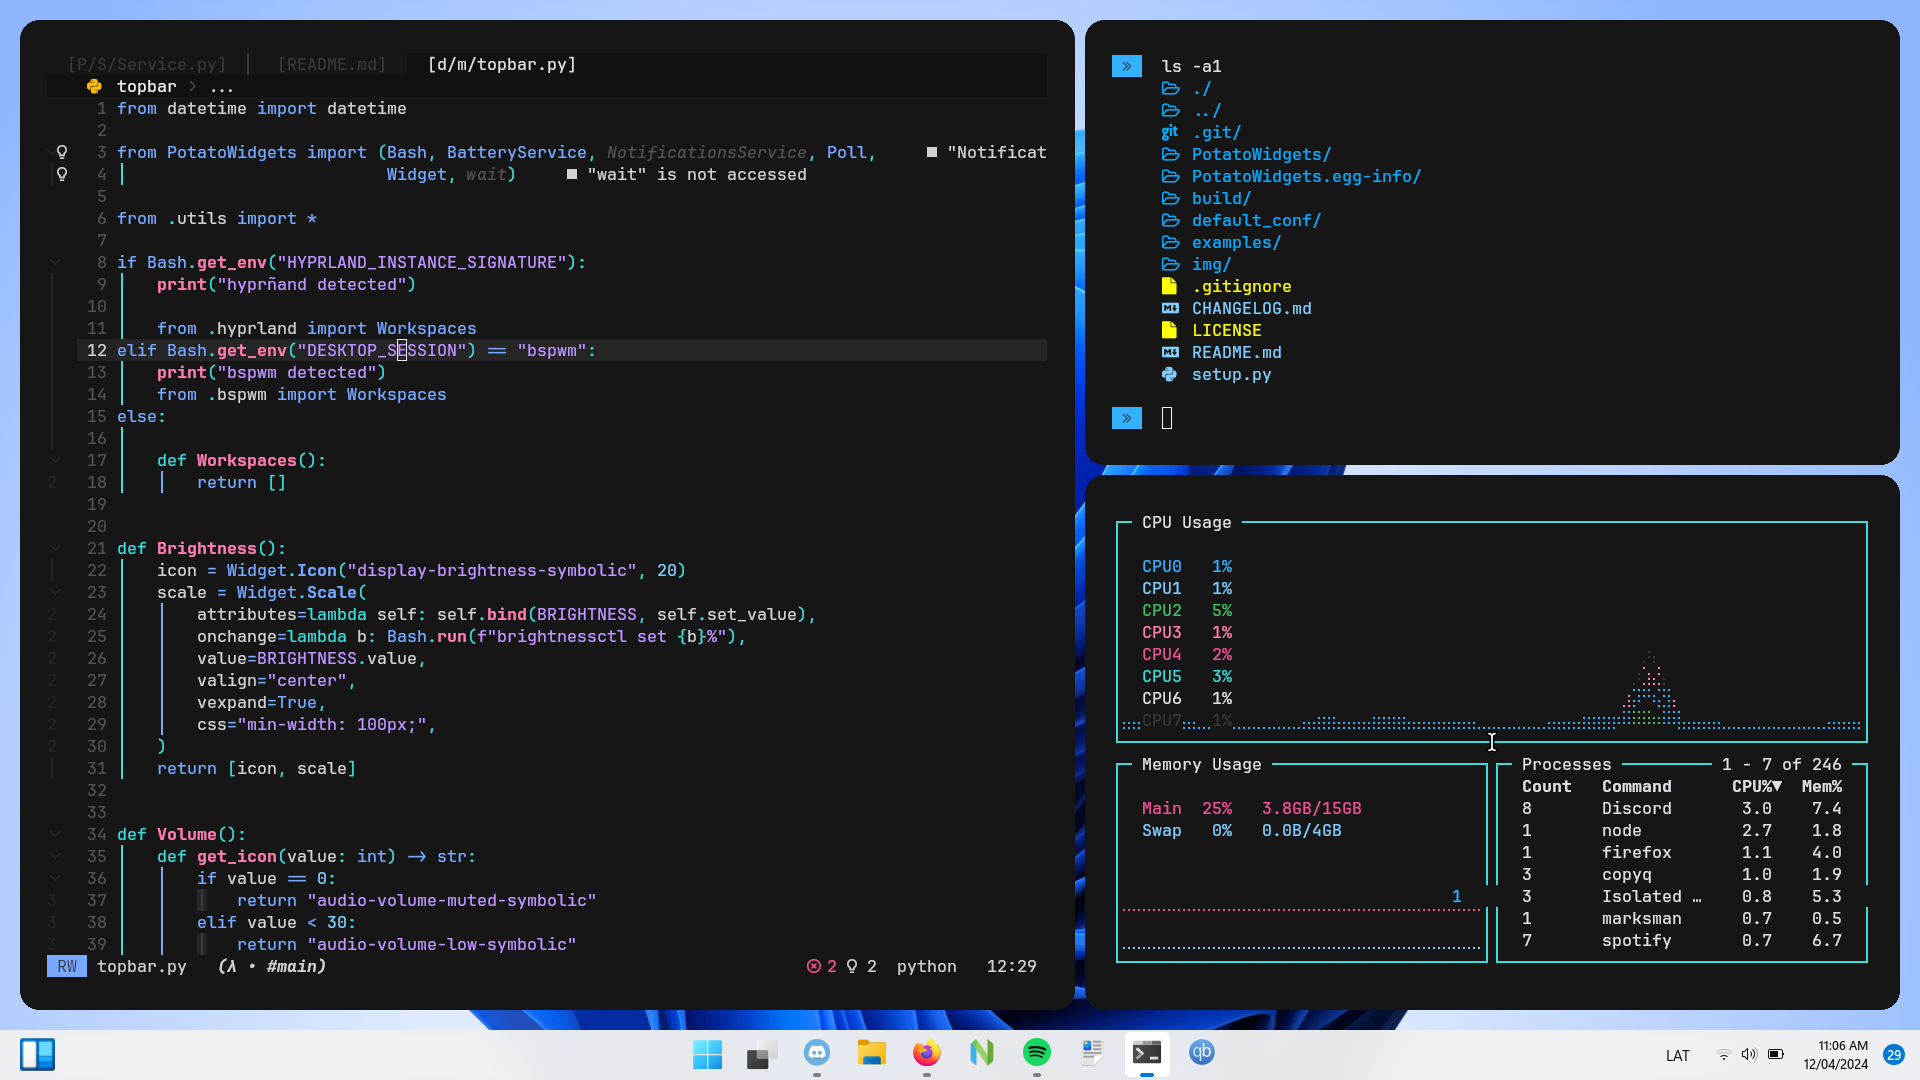 [P/S/Service.py] │ [README.md] [d/m/topbar.py]
topbar > ...
1 from datetime import datetime
2
3 from PotatoWidgets import (Bash, BatteryService, NotificationsService, Poll, ■ "Notificat
4 Widget, wait) ■ "wait" is not accessed
5
6 from .utils import *
7
8 if Bash.get_env("HYPRLAND_INSTANCE_SIGNATURE"):
9 print("hyprñand detected")
10
11 from .hyprland import Workspaces
12 elif Bash.get_env("DESKTOP_SESSION") == "bspwm":
13 print("bspwm detected")
14 from .bspwm import Workspaces
15 else:
16
17 def Workspaces():
2 18 return []
19
20
21 def Brightness():
22 icon = Widget.Icon("display-brightness-symbolic", 20)
23 scale = Widget.Scale(
2 24 attributes=lambda self: self.bind(BRIGHTNESS, self.set_value),
2 25 onchange=lambda b: Bash.run(f"brightnessctl set {b}%"),
2 26 value=BRIGHTNESS.value,
2 27 valign="center",
2 28 vexpand=True,
2 29 css="min-width: 100px;",
2 30 )
31 return [icon, scale]
32
33
34 def Volume():
35 def get_icon(value: int) -> str:
36 if value == 0:
3 37 return "audio-volume-muted-symbolic"
3 38 elif value < 30:
3 39 return "audio-volume-low-symbolic"
RW topbar.py (λ • #main) 2 2 python 12:29
» ls -a1
./
../
git .git/
PotatoWidgets/
PotatoWidgets.egg-info/
build/
default_conf/
examples/
img/
.gitignore
CHANGELOG.md
LICENSE
README.md
setup.py
»
CPU Usage
CPU0 1%
CPU1 1%
CPU2 5%
CPU3 1%
CPU4 2%
CPU5 3%
CPU6 1%
CPU7 1%
Memory Usage
Main 25% 3.8GB/15GB
Swap 0% 0.0B/4GB
1
Processes 1 - 7 of 246
Count Command CPU%▼ Mem%
8 Discord 3.0 7.4
1 node 2.7 1.8
1 firefox 1.1 4.0
3 copyq 1.0 1.9
3 Isolated … 0.8 5.3
1 marksman 0.7 0.5
7 spotify 0.7 6.7
qb
LAT
11:06 AM
12/04/2024
29